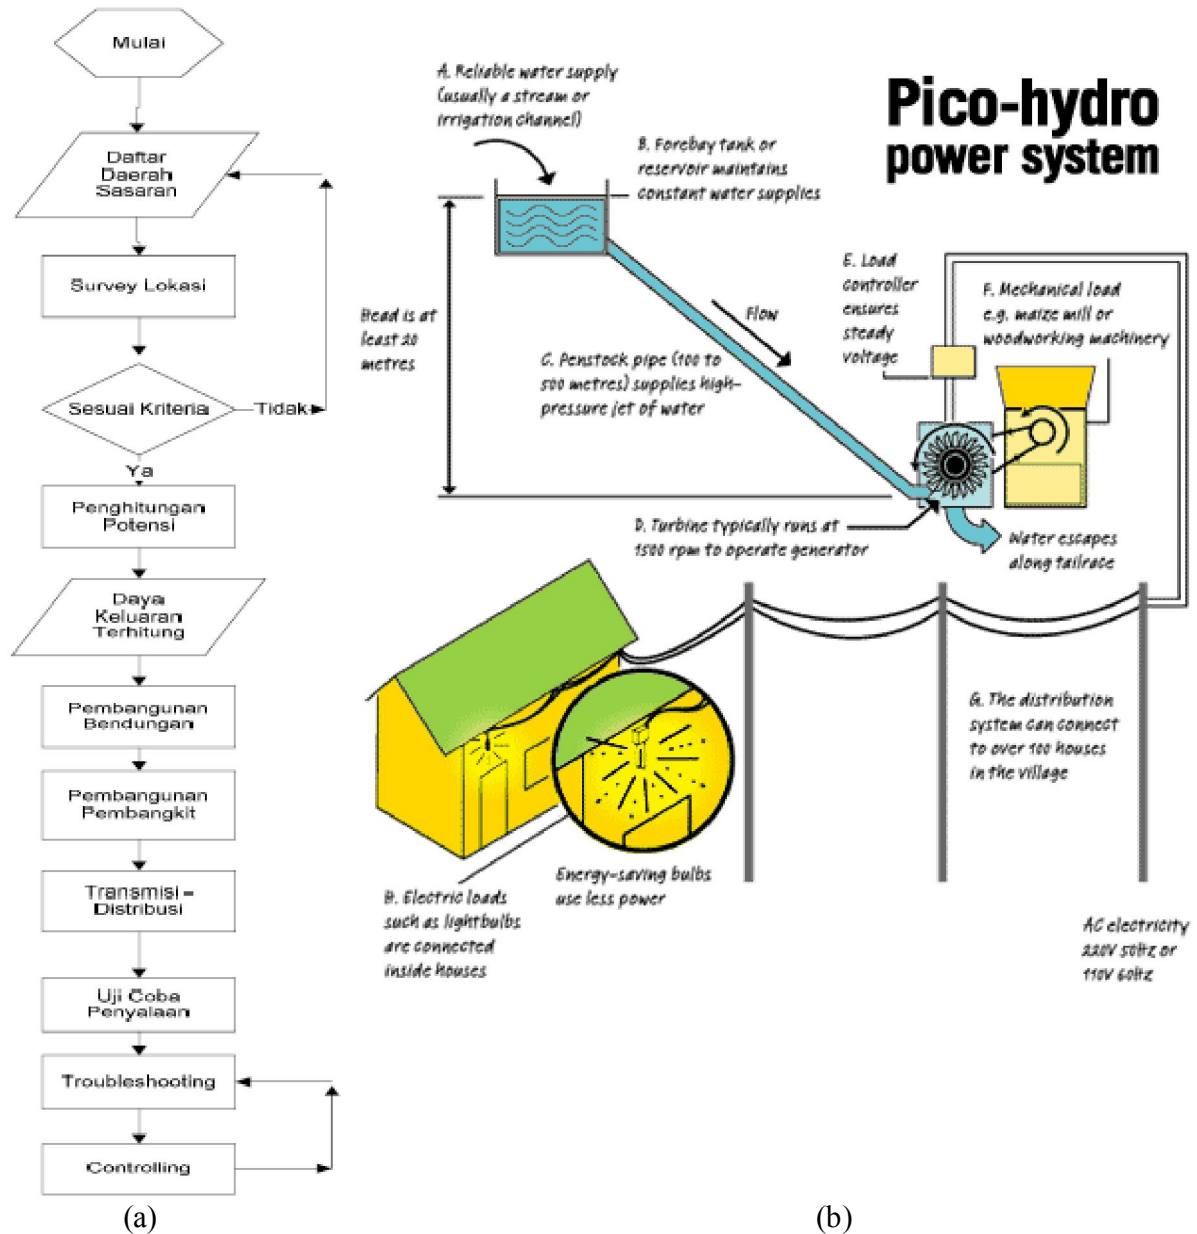 Mulai
Daftar
Daerah
Sasaran
Survey Lokasi
Sesuai Kriteria
Tidak
Ya
Penghitungan
Potensi
Daya
Keluaran
Terhitung
Pembangunan
Bendungan
Pembangunan
Pembangkit
Transmisi –
Distribusi
Uji Coba
Penyalaan
Troubleshooting
Controlling
(a)
Pico-hydro
power system
A. Reliable water supply
(usually a stream or
irrigation channel)
B. Forebay tank or
reservoir maintains
constant water supplies
Head is at
least 20
metres
Flow
C. Penstock pipe (100 to
500 metres) supplies high-
pressure jet of water
E. Load
controller
ensures
steady
voltage
F. Mechanical load
e.g. maize mill or
woodworking machinery
D. Turbine typically runs at
1500 rpm to operate generator
Water escapes
along tailrace
G. The distribution
system can connect
to over 100 houses
in the village
Energy-saving bulbs
use less power
H. Electric loads
such as lightbulbs
are connected
inside houses
AC electricity
220V 50Hz or
110V 60Hz
(b)